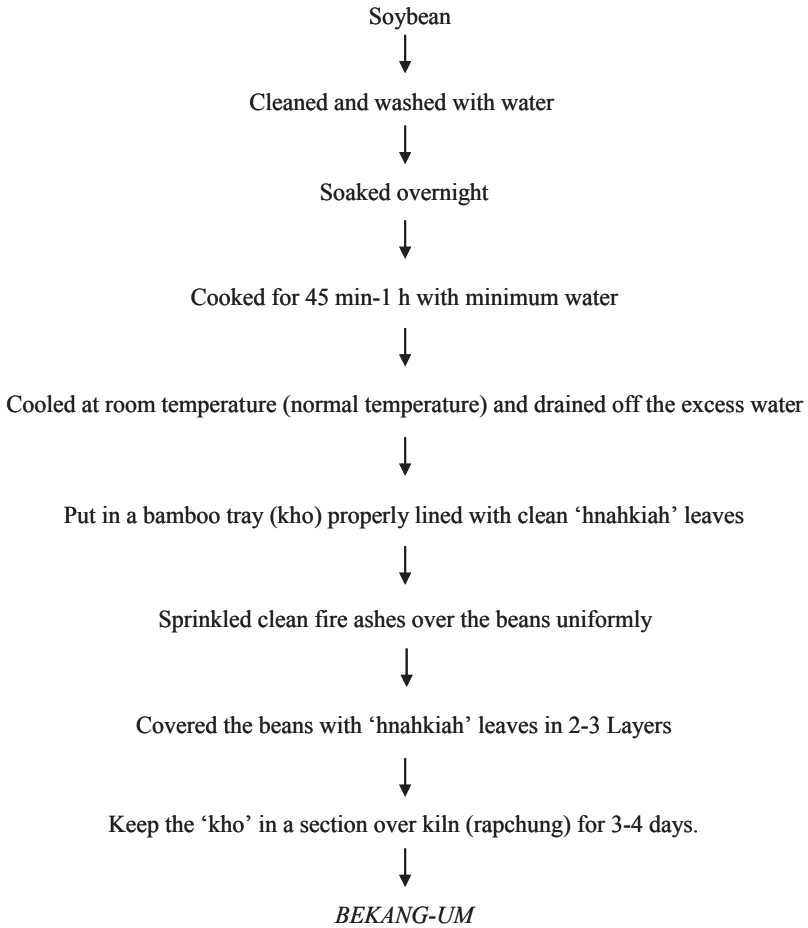 Soybean
Cleaned and washed with water
Soaked overnight
Cooked for 45 min-1 h with minimum water
Cooled at room temperature (normal temperature) and drained off the excess water
Put in a bamboo tray (kho) properly lined with clean ‘hnahkiah’ leaves
Sprinkled clean fire ashes over the beans uniformly
Covered the beans with ‘hnahkiah’ leaves in 2-3 Layers
Keep the ‘kho’ in a section over kiln (rapchung) for 3-4 days.
BEKANG-UM